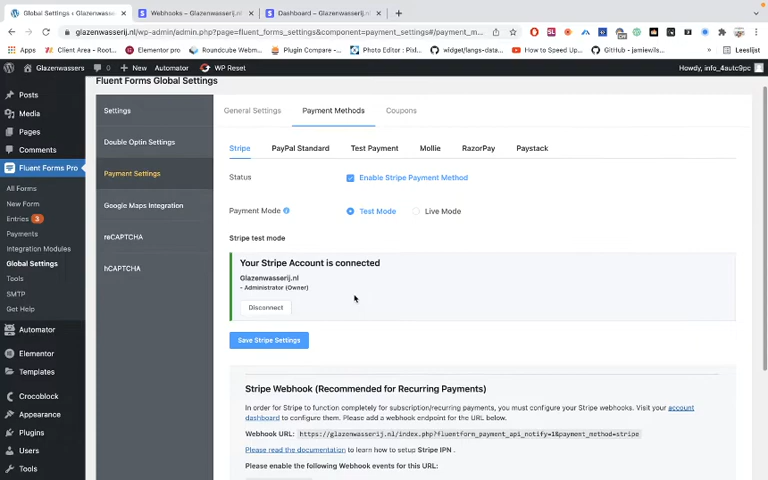 Global Settings ‹ Glazenwasserij.nl
Webhooks – Glazenwasserij.nl
Dashboard – Glazenwasserij.nl
glazenwasserij.nl/wp-admin/admin.php?page=fluent_forms_settings&component=payment_settings#/payment_m...
Apps
Client Area - Root...
Elementor pro
Roundcube Webm...
Plugin Compare -...
Photo Editor : Pixl...
widget/langs-data...
How to Speed Up...
GitHub - jamiewils...
Leeslijst
Glazenwassers
0
New
Automator
WP Reset
Howdy, info_4autc9pc
Posts
Media
Pages
Comments
Fluent Forms Pro
All Forms
New Form
Entries 3
Payments
Integration Modules
Global Settings
Tools
SMTP
Get Help
Automator
Elementor
Templates
Crocoblock
Appearance
Plugins
Users
Tools
Fluent Forms Global Settings
Settings
Double Optin Settings
Payment Settings
Google Maps Integration
reCAPTCHA
hCAPTCHA
General Settings
Payment Methods
Coupons
Stripe
PayPal Standard
Test Payment
Mollie
RazorPay
Paystack
Status
Enable Stripe Payment Method
Payment Mode
Test Mode
Live Mode
Stripe test mode
Your Stripe Account is connected
Glazenwasserij.nl
- Administrator (Owner)
Disconnect
Save Stripe Settings
Stripe Webhook (Recommended for Recurring Payments)
In order for Stripe to function completely for subscription/recurring payments, you must configure your Stripe webhooks. Visit your account
dashboard to configure them. Please add a webhook endpoint for the URL below.
Webhook URL: https://glazenwasserij.nl/index.php?fluentform_payment_api_notify=1&payment_method=stripe
Please read the documentation to learn how to setup Stripe IPN .
Please enable the following Webhook events for this URL: